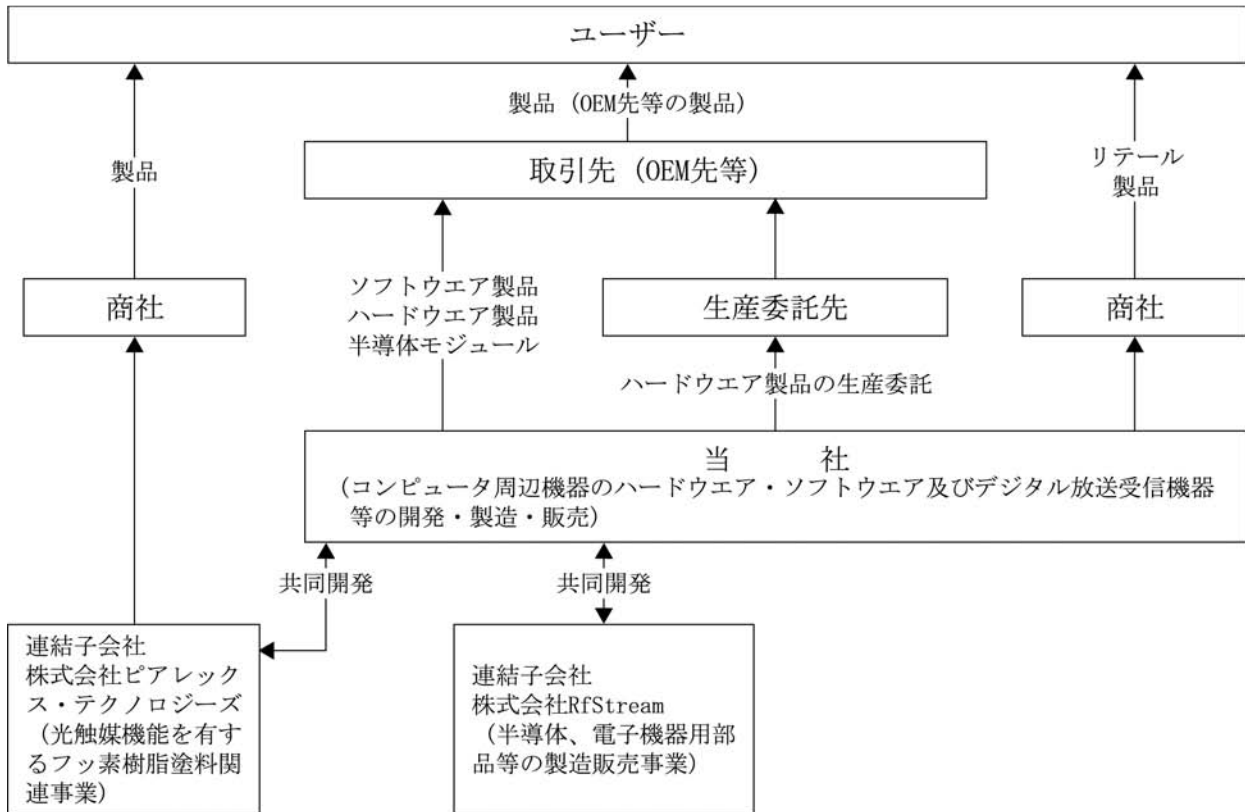 ユーザー
製品（OEM先等の製品）
取引先（OEM先等）
製品
リテール
製品
商社
ソフトウエア製品
ハードウエア製品
半導体モジュール
生産委託先
商社
ハードウエア製品の生産委託
当　　　社
（コンピュータ周辺機器のハードウエア・ソフトウエア及びデジタル放送受信機器
等の開発・製造・販売）
共同開発
共同開発
連結子会社
株式会社ピアレック
ス・テクノロジーズ
（光触媒機能を有す
るフッ素樹脂塗料関
連事業）
連結子会社
株式会社RfStream
（半導体、電子機器用部
品等の製造販売事業）